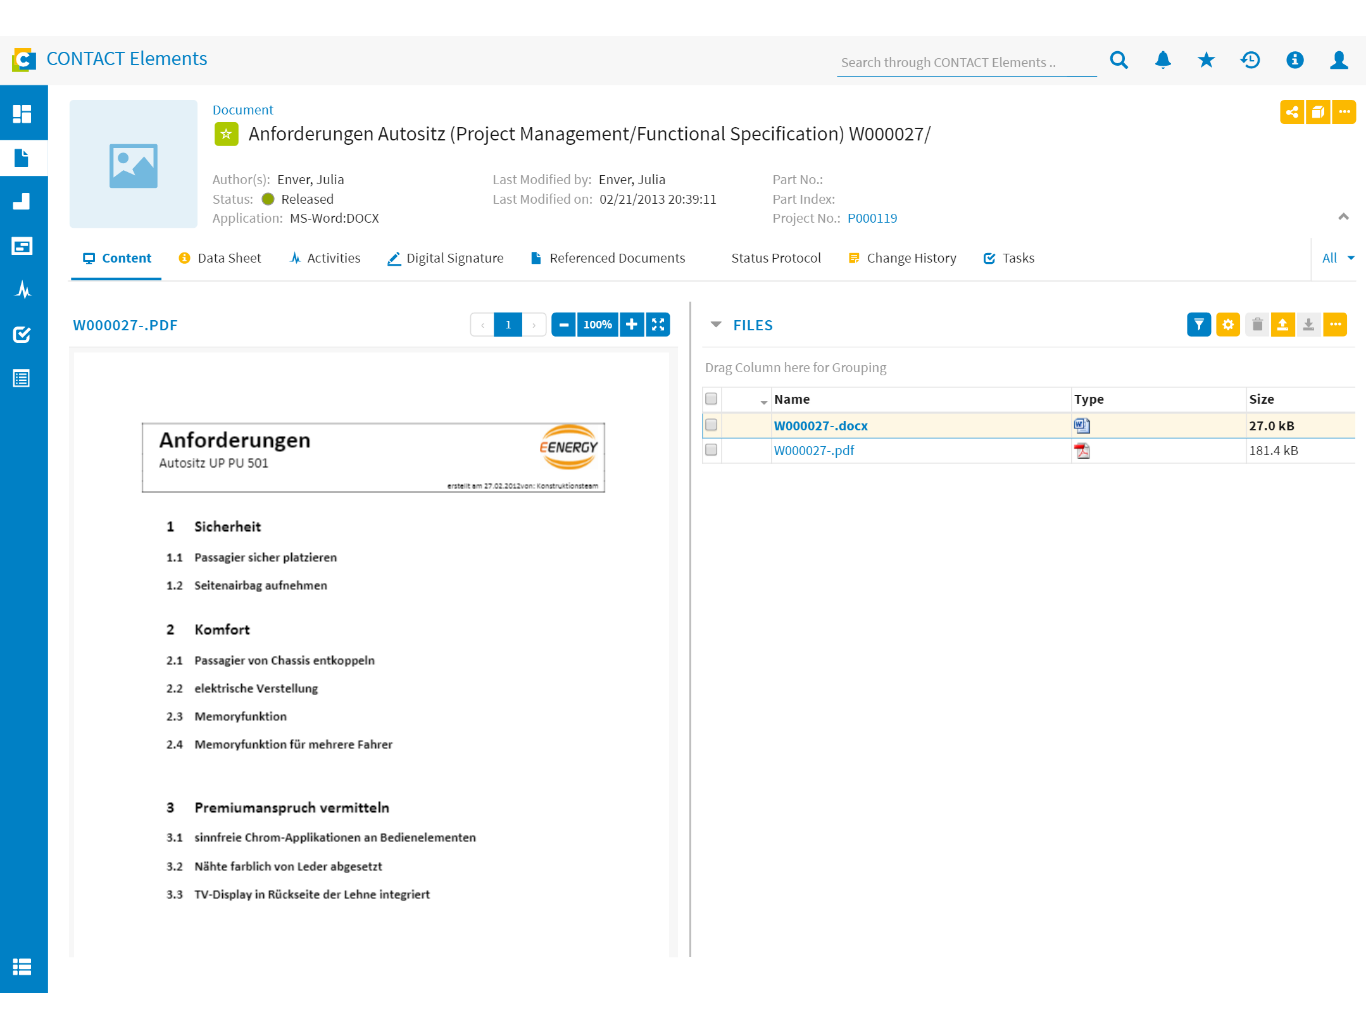 CONTACT Elements
Search through CONTACT Elements ..
Document
Anforderungen Autositz (Project Management/Functional Specification) W000027/
Author(s): Enver, Julia Last Modified by: Enver, Julia Part No.:
Status: Released Last Modified on: 02/21/2013 20:39:11 Part Index:
Application: MS-Word:DOCX Project No.: P000119
Content Data Sheet Activities Digital Signature Referenced Documents Status Protocol Change History Tasks All
W000027-.PDF 1 100%
Anforderungen
Autositz UP PU 501
EENERGY
erstellt am 27.02.2012von: Konstruktionsteam
1 Sicherheit
1.1 Passagier sicher platzieren
1.2 Seitenairbag aufnehmen
2 Komfort
2.1 Passagier von Chassis entkoppeln
2.2 elektrische Verstellung
2.3 Memoryfunktion
2.4 Memoryfunktion für mehrere Fahrer
3 Premiumanspruch vermitteln
3.1 sinnfreie Chrom-Applikationen an Bedienelementen
3.2 Nähte farblich von Leder abgesetzt
3.3 TV-Display in Rückseite der Lehne integriert
FILES
Drag Column here for Grouping
Name Type Size
W000027-.docx 27.0 kB
W000027-.pdf 181.4 kB